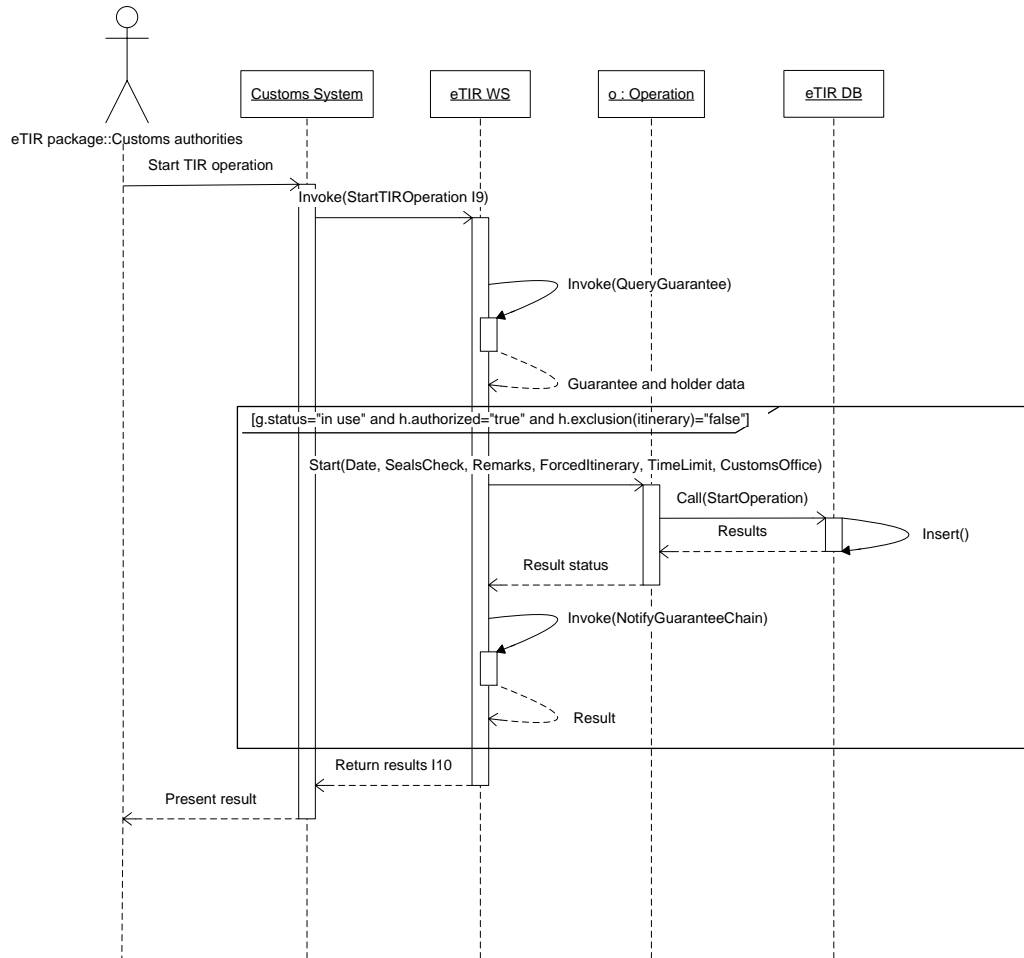 Customs System
eTIR WS
o : Operation
eTIR DB
eTIR package::Customs authorities
Start TIR operation
Invoke(StartTIROperation I9)
Invoke(QueryGuarantee)
Guarantee and holder data
[g.status="in use" and h.authorized="true" and h.exclusion(itinerary)="false"]
Start(Date, SealsCheck, Remarks, ForcedItinerary, TimeLimit, CustomsOffice)
Call(StartOperation)
Results
Insert()
Result status
Invoke(NotifyGuaranteeChain)
Result
Return results I10
Present result